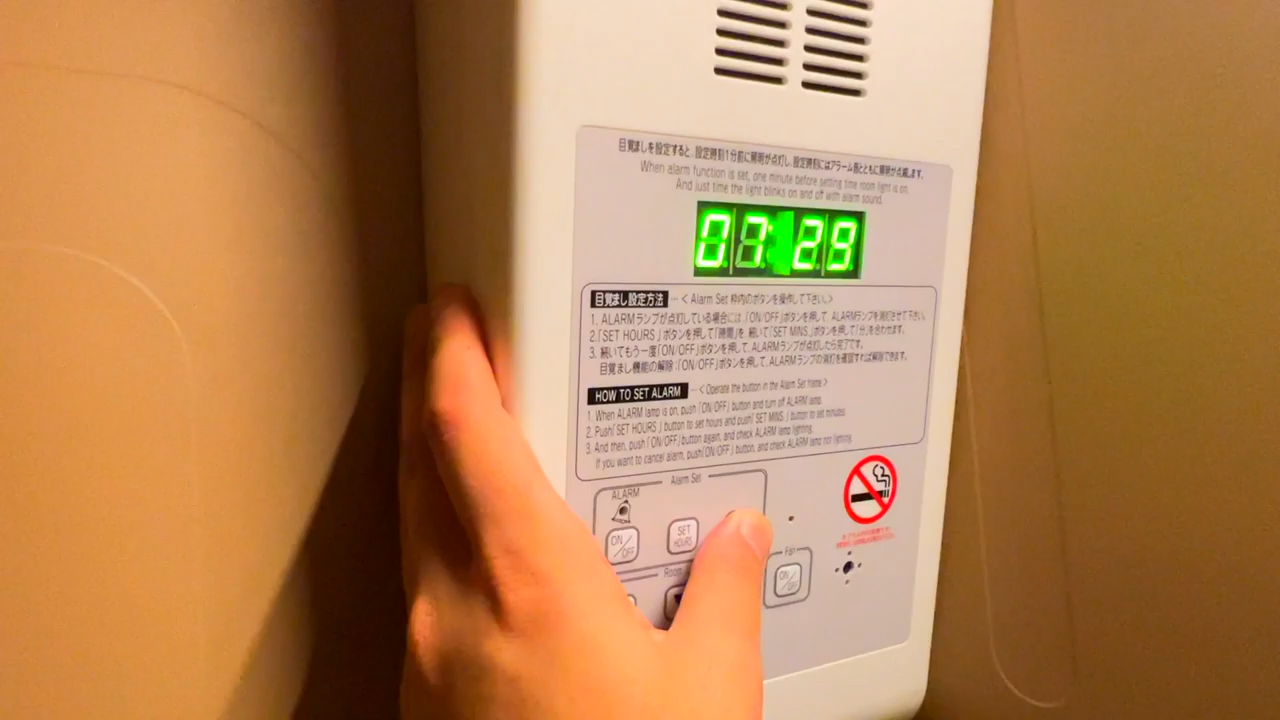 目覚ましを設定すると、設定時刻1分前に照明が点灯し、設定時刻にはアラーム音とともに照明が点滅します。
When alarm function is set, one minute before setting time room light is on.
And just time the light blinks on and off with alarm sound.
07:29
目覚まし設定方法 … < Alarm Set 枠内のボタンを操作して下さい。>
1. ALARMランプが点灯している場合には「ON/OFF」ボタンを押して、ALARMランプを消灯させて下さい。
2.「SET HOURS」ボタンを押して「時間」を、続いて「SET MINS.」ボタンを押して「分」を合わせます。
3. 続いてもう一度「ON/OFF」ボタンを押して、ALARMランプが点灯したら完了です。
目覚まし機能の解除:「ON/OFF」ボタンを押して、ALARMランプの消灯を確認すれば解除できます。
HOW TO SET ALARM … < Operate the button in the Alarm Set frame >
1. When ALARM lamp is on, push「ON/OFF」button and turn off ALARM lamp.
2. Push「SET HOURS」button to set hours and push「SET MINS.」button to set minutes.
3. And then, push「ON/OFF」button again, and check ALARM lamp lighting.
If you want to cancel alarm, push「ON/OFF」button, and check ALARM lamp not lighting.
Alarm Set
ALARM
ON/OFF
SET HOURS
Room
Fan
ON/OFF